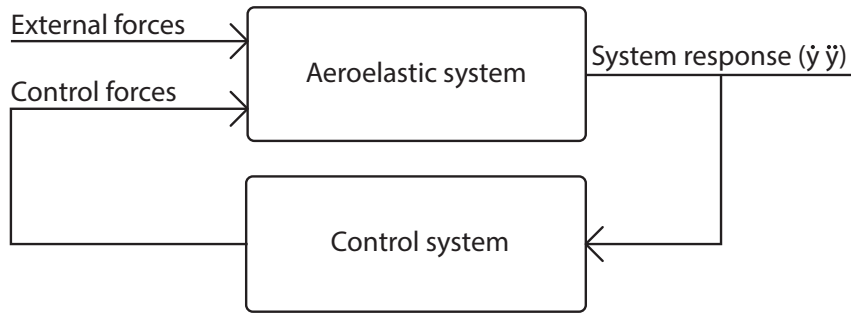 External forces
Aeroelastic system
System response (ẏ ÿ)
Control forces
Control system